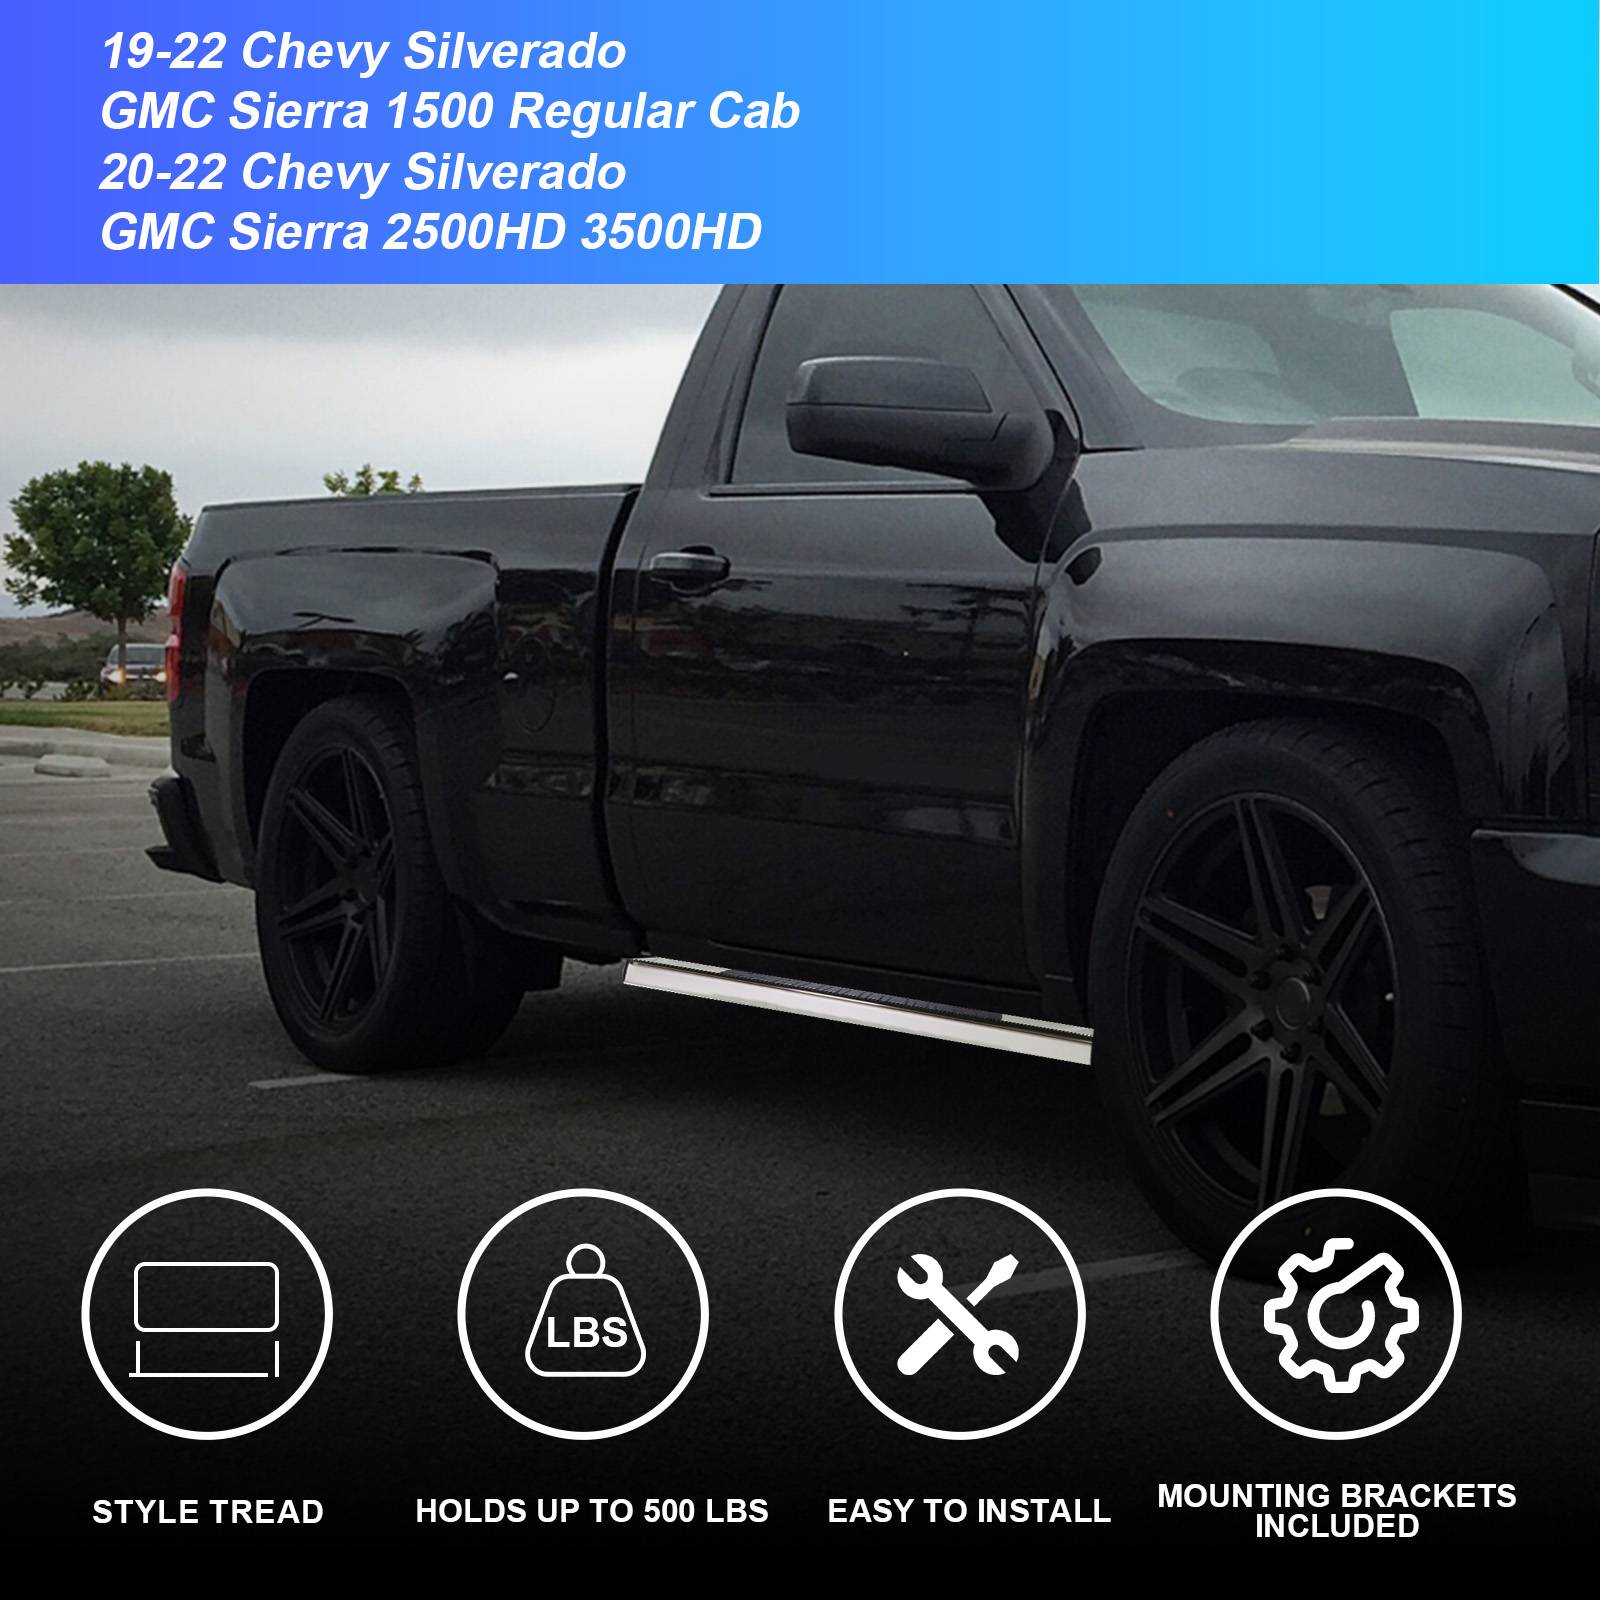 19-22 Chevy Silverado
GMC Sierra 1500 Regular Cab
20-22 Chevy Silverado
GMC Sierra 2500HD 3500HD
LBS
STYLE TREAD
HOLDS UP TO 500 LBS
EASY TO INSTALL
MOUNTING BRACKETS
INCLUDED